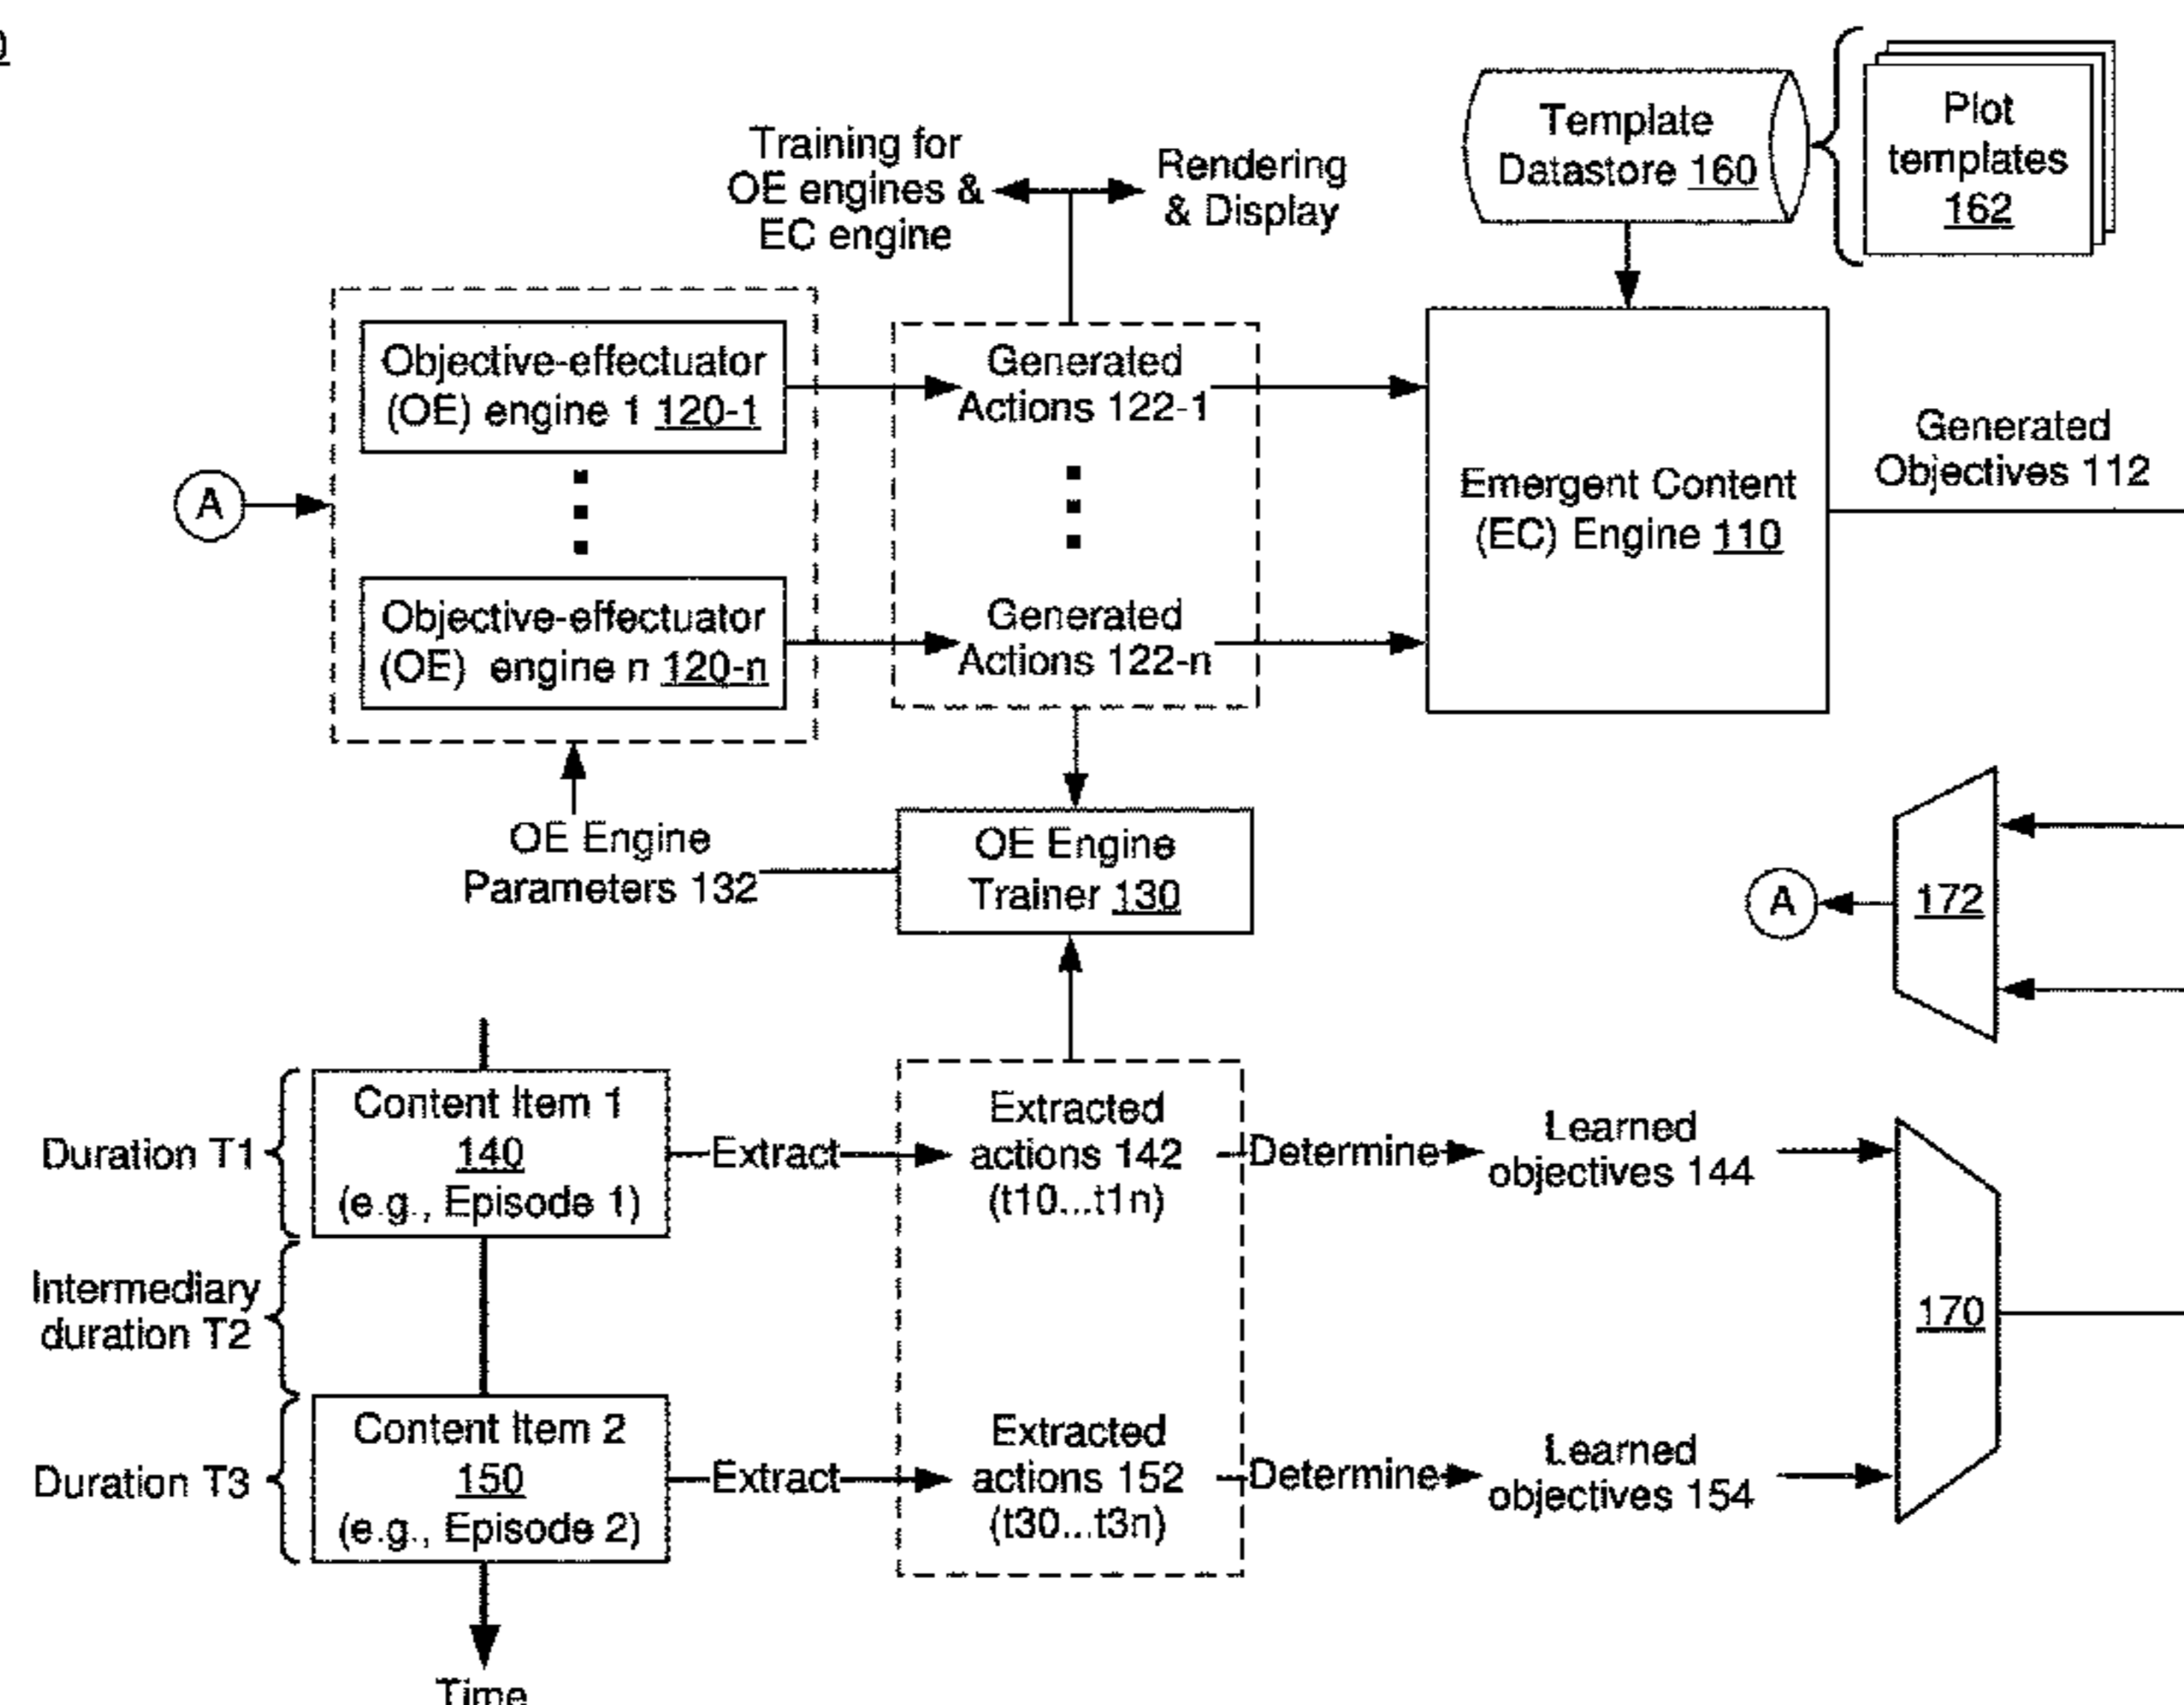 Training for
OE engines &
EC engine
Rendering
& Display
Template
Datastore 160
Plot
templates
162
Objective-effectuator
(OE) engine 1 120-1
Generated
Actions 122-1
Objective-effectuator
(OE) engine n 120-n
Generated
Actions 122-n
A
Emergent Content
(EC) Engine 110
Generated
Objectives 112
OE Engine
Parameters 132
OE Engine
Trainer 130
A
172
Duration T1
Content Item 1
140
(e.g., Episode 1)
Extract
Extracted
actions 142
(t10...t1n)
Determine
Learned
objectives 144
Intermediary
duration T2
170
Duration T3
Content Item 2
150
(e.g., Episode 2)
Extract
Extracted
actions 152
(t30...t3n)
Determine
Learned
objectives 154
Time